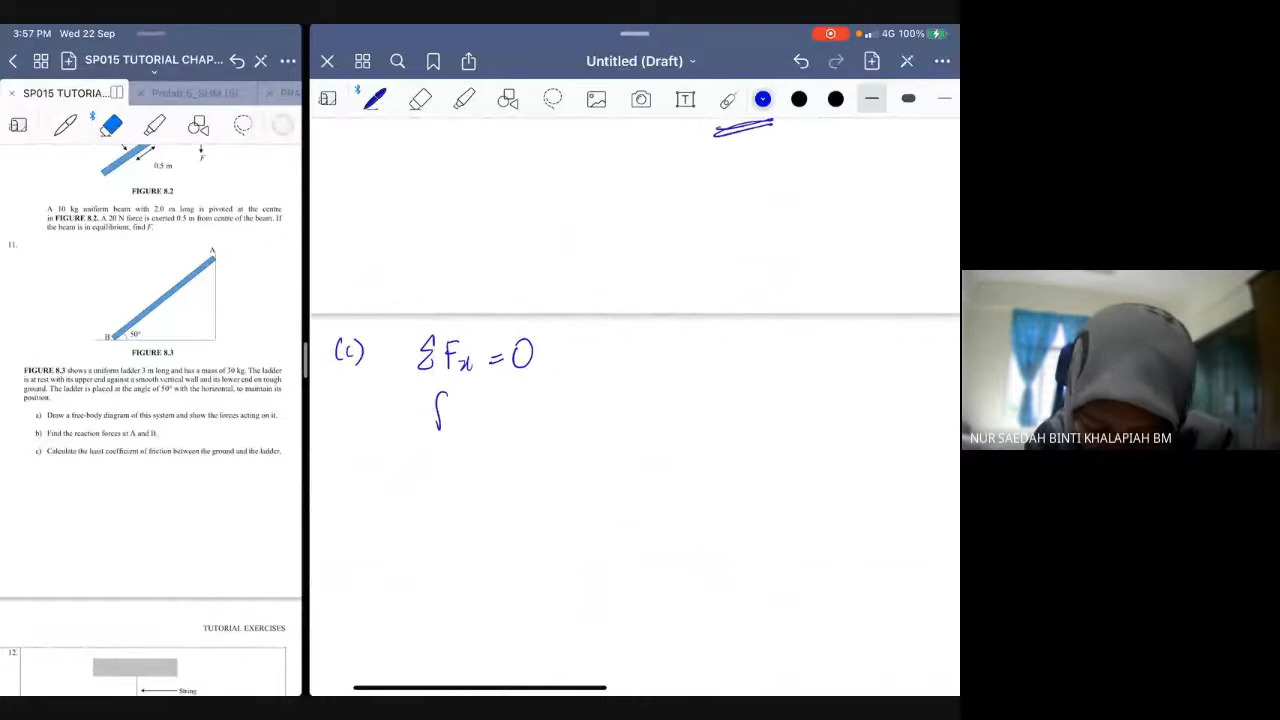 3:57 PM Wed 22 Sep
SP015 TUTORIAL CHAP...
SP015 TUTORIA...
0.5 m
F
FIGURE 8.2
A 10 kg uniform beam with 2.0 m long is pivoted at the centre
in FIGURE 8.2. A 20 N force is exerted 0.5 m from centre of the beam. If
the beam is in equilibrium, find F.
11.
A
B
50°
FIGURE 8.3
FIGURE 8.3 shows a uniform ladder 3 m long and has a mass of 30 kg. The ladder
is at rest with its upper end against a smooth vertical wall and its lower end on rough
ground. The ladder is placed at the angle of 50° with the horizontal, to maintain its
position.
a) Draw a free-body diagram of this system and show the forces acting on it.
b) Find the reaction forces at A and B.
c) Calculate the least coefficient of friction between the ground and the ladder.
TUTORIAL EXERCISES
12.
String
4G 100%
Untitled (Draft)
T
(c) ΣFx = 0
NUR SAEDAH BINTI KHALAPIAH BM